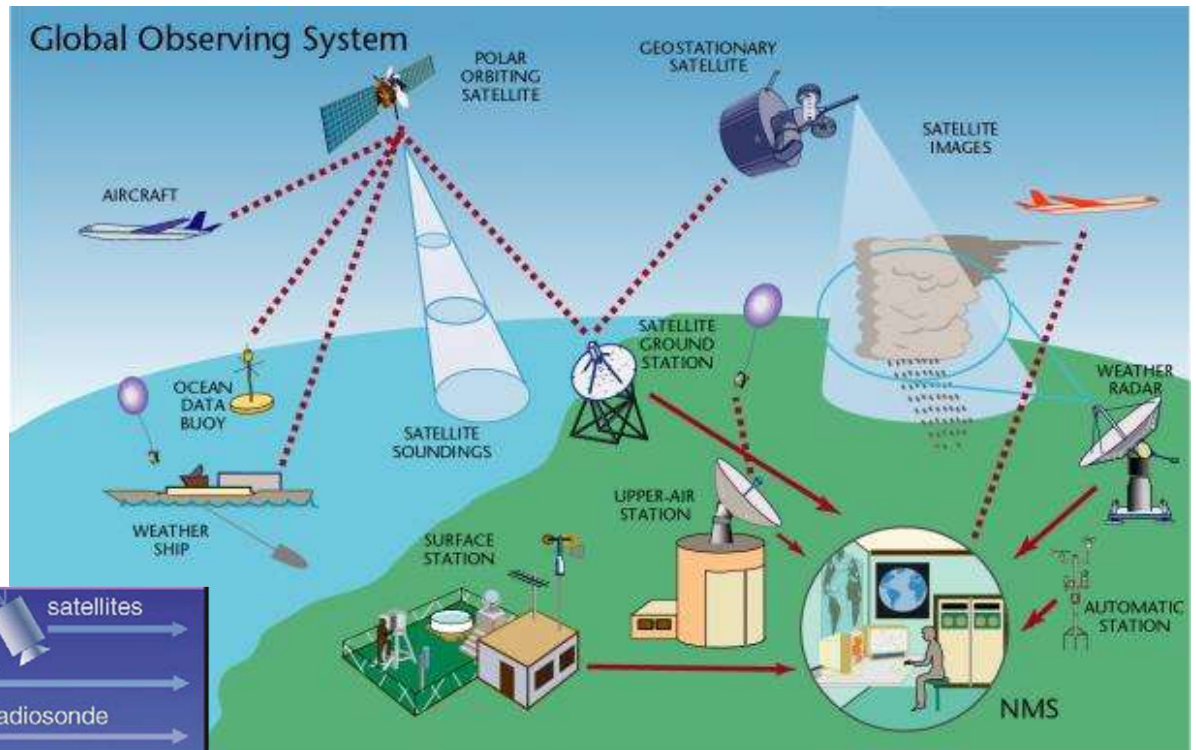 Global Observing System
POLAR
ORBITING
SATELLITE
GEOSTATIONARY
SATELLITE
SATELLITE
IMAGES
AIRCRAFT
OCEAN
DATA
BUOY
SATELLITE
SOUNDINGS
SATELLITE
GROUND
STATION
WEATHER
RADAR
WEATHER
SHIP
UPPER-AIR
STATION
SURFACE
STATION
AUTOMATIC
STATION
NMS
satellites
adiosonde